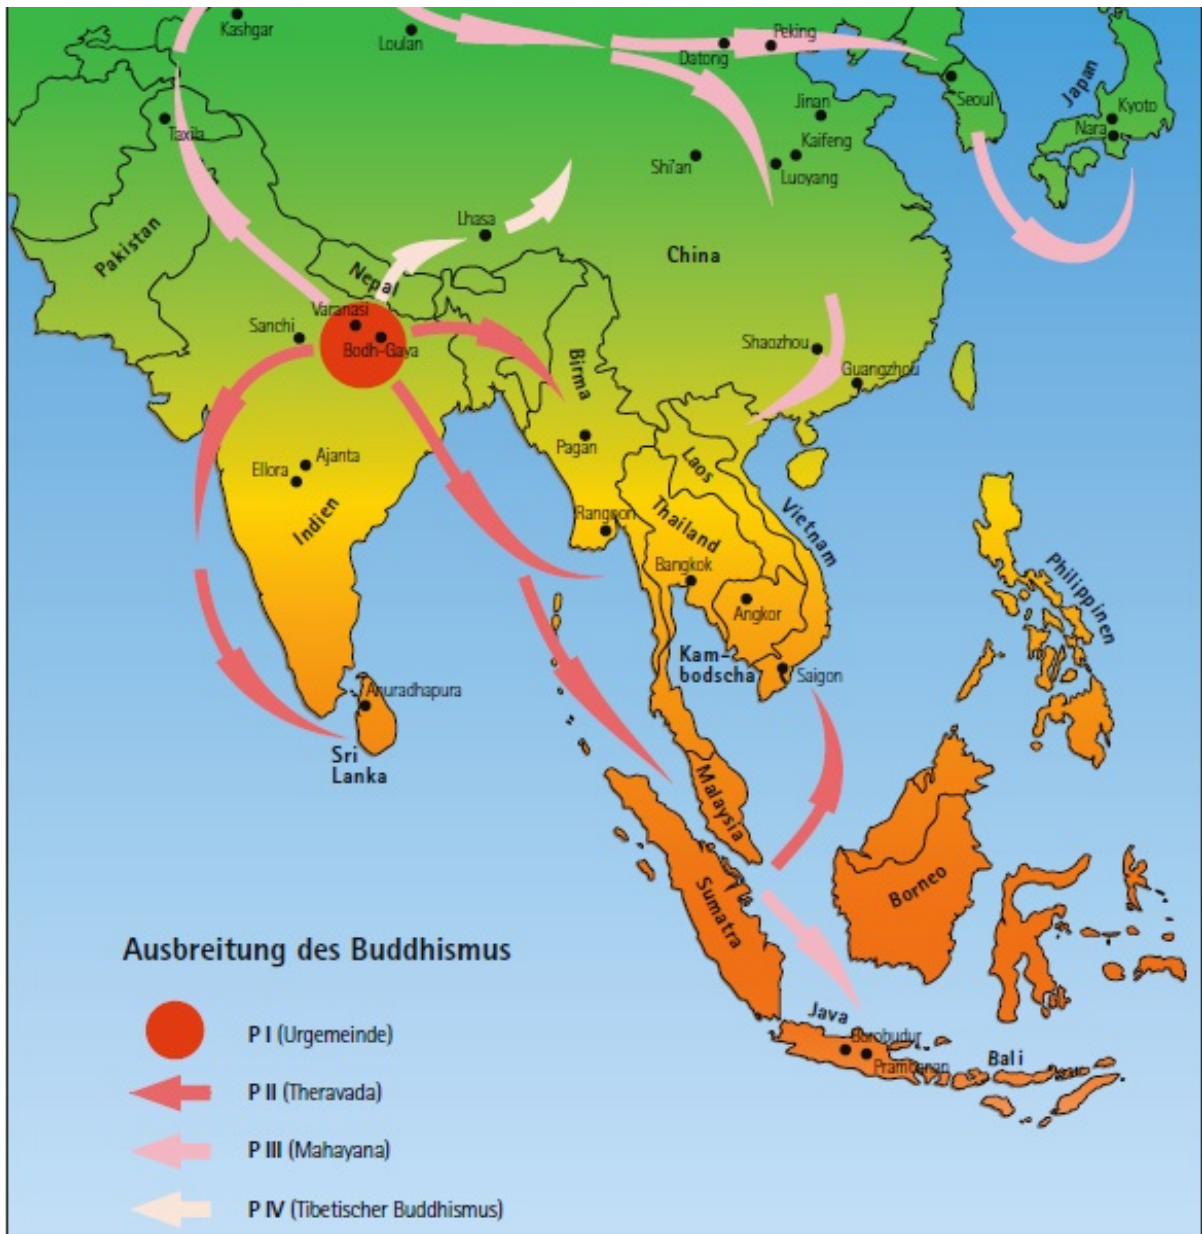 Kashgar
Loulan
Datong
Peking
Seoul
Japan
Kyoto
Nara
Taxila
Jinan
Kaifeng
Shi'an
Luoyang
Lhasa
Pakistan
Nepal
China
Varanasi
Sanchi
Bodh-Gaya
Birma
Shaozhou
Guangzhou
Pagan
Laos
Ajanta
Ellora
Indien
Rangoon
Thailand
Vietnam
Bangkok
Angkor
Philippinen
Kam-
bodscha
Saigon
Anuradhapura
Sri
Lanka
Malaysia
Sumatra
Borneo
Java
Borobudur
Prambanan
Bali
Ausbreitung des Buddhismus
P I (Urgemeinde)
P II (Theravada)
P III (Mahayana)
P IV (Tibetischer Buddhismus)